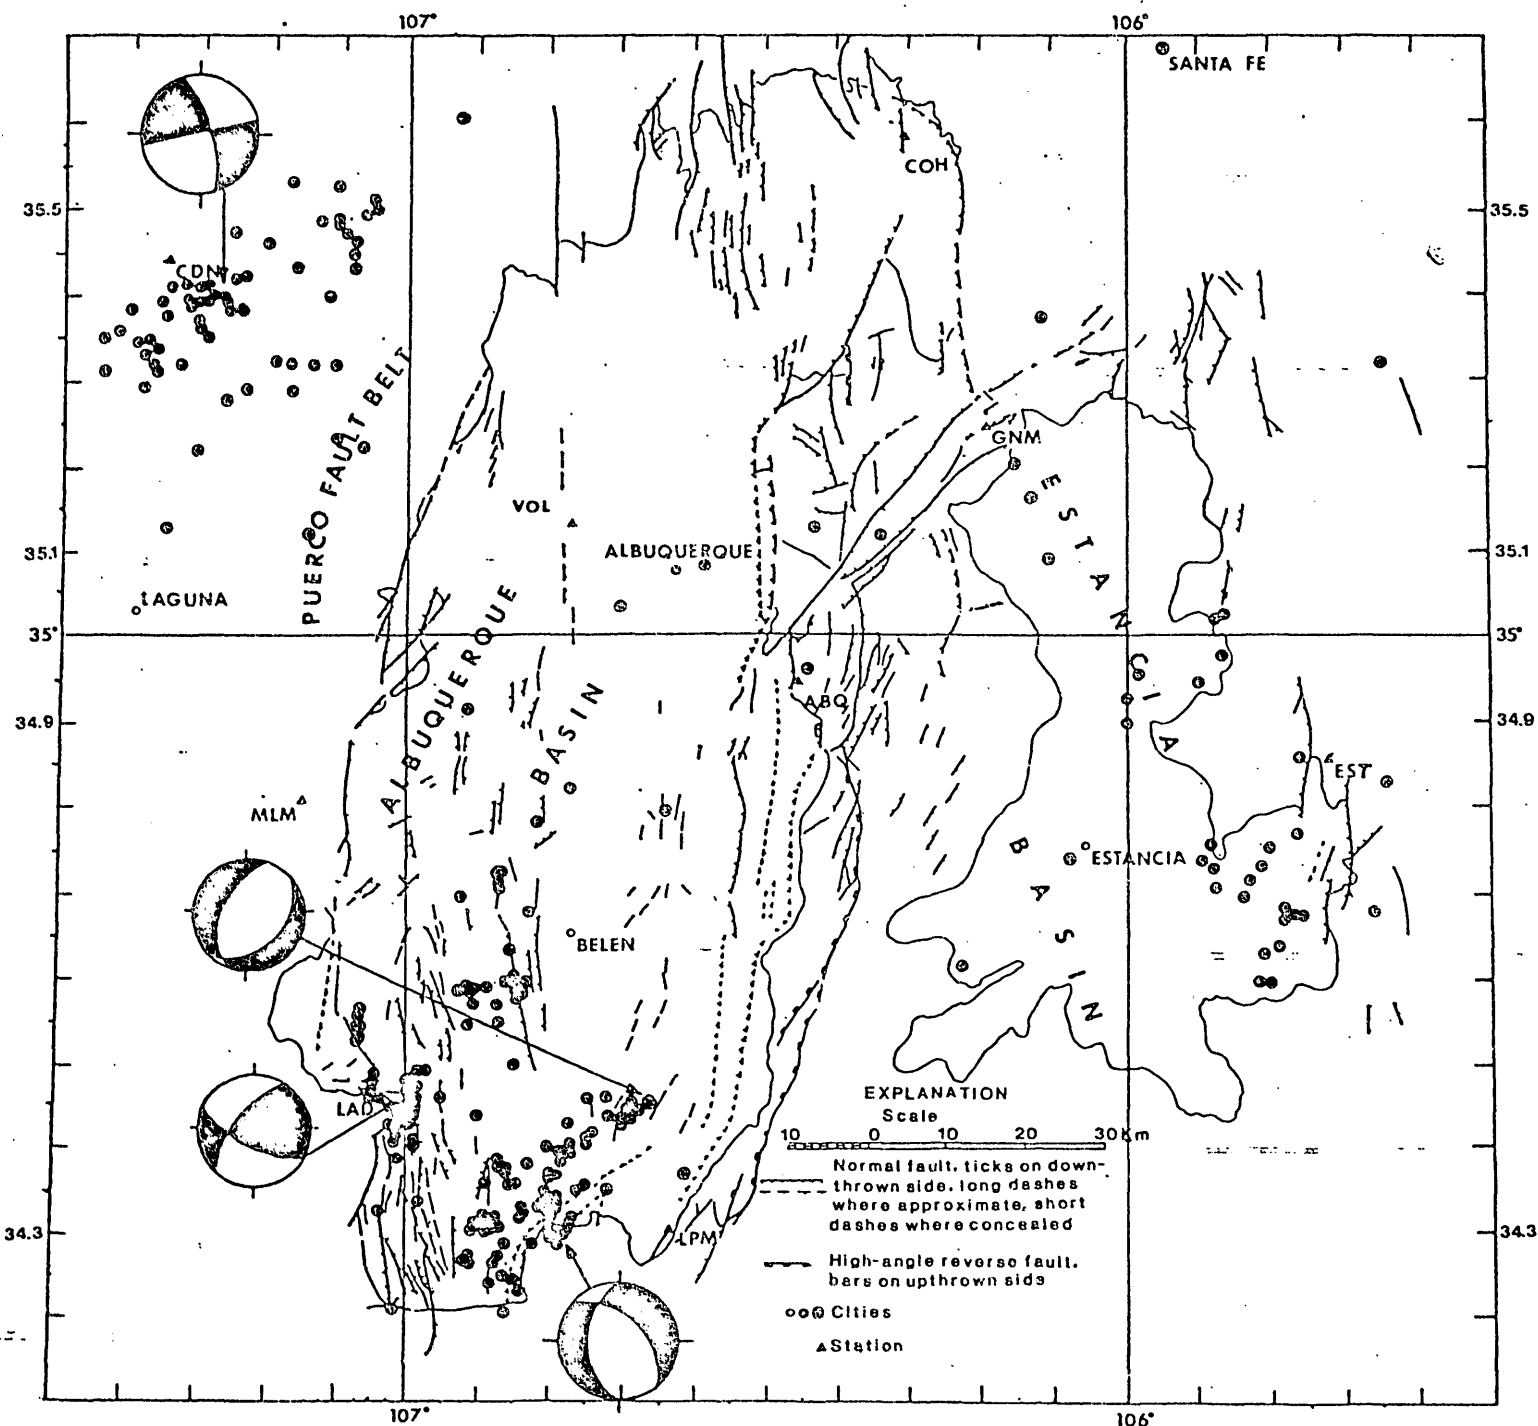 107°
106°
SANTA FE
COH
35.5
35.5
CDN
PUERCO FAULT BELT
GNM
VOL
ESTANCIA
BASIN
ALBUQUERQUE
35.1
35.1
LAGUNA
35°
35°
ALBUQUERQUE
BASIN
ABQ
34.9
34.9
EST
MLM
ESTANCIA
BELEN
LAD
EXPLANATION
Scale
10 0 10 20 30 Km
Normal fault, ticks on down-
thrown side, long dashes
where approximate, short
dashes where concealed
34.3
34.3
LPM
High-angle reverse fault,
bars on upthrown side
Cities
Station
107°
106°